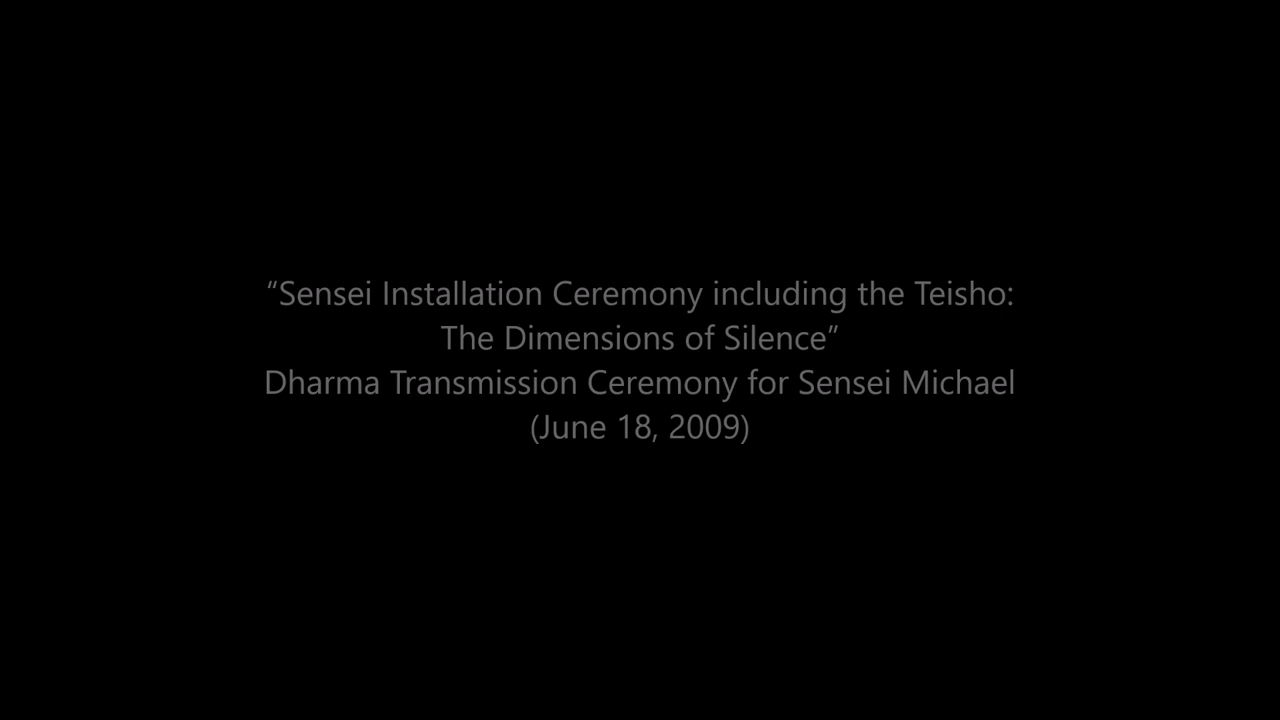 “Sensei Installation Ceremony including the Teisho:
The Dimensions of Silence”
Dharma Transmission Ceremony for Sensei Michael
(June 18, 2009)